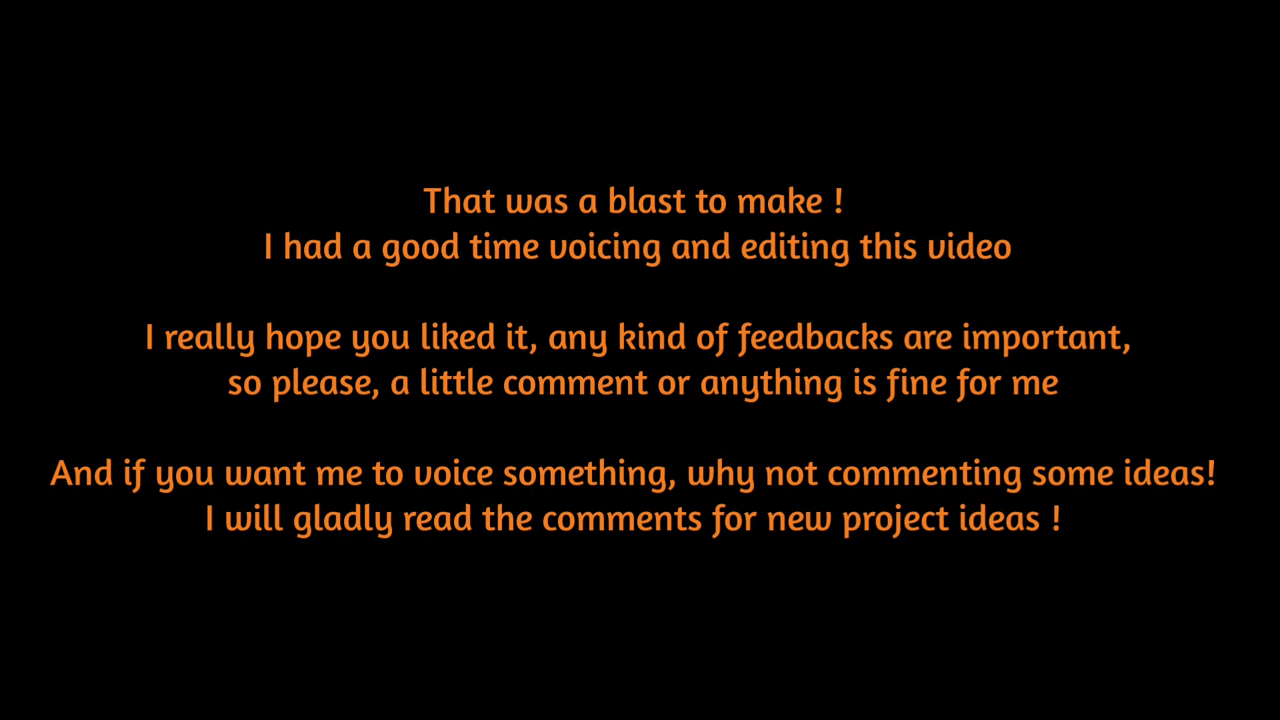 That was a blast to make !
I had a good time voicing and editing this video
I really hope you liked it, any kind of feedbacks are important,
so please, a little comment or anything is fine for me
And if you want me to voice something, why not commenting some ideas!
I will gladly read the comments for new project ideas !